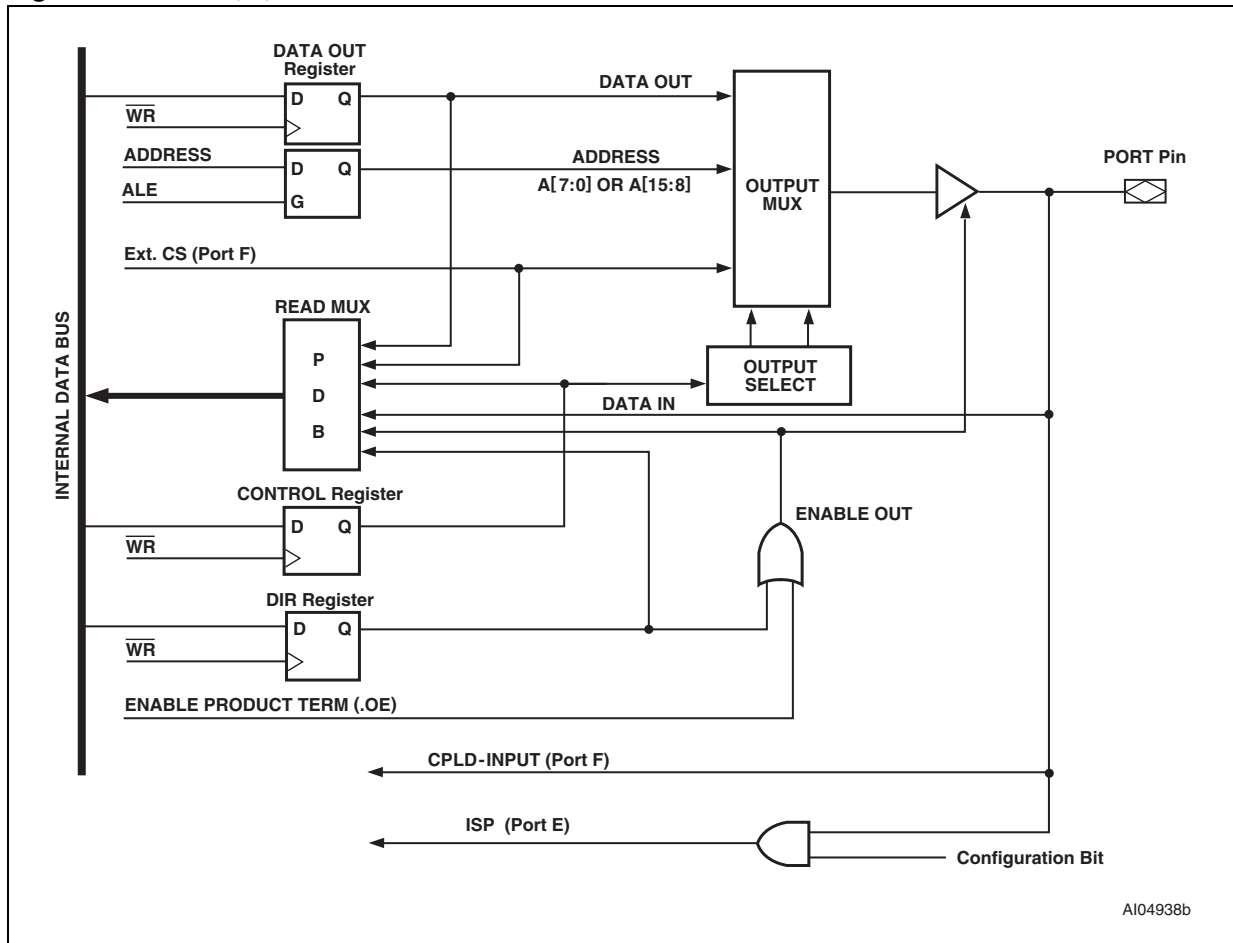 DATA OUT
Register
D Q
WR
DATA OUT
ADDRESS
ALE
D Q
G
ADDRESS
A[7:0] OR A[15:8]
OUTPUT
MUX
PORT Pin
Ext. CS (Port F)
READ MUX
P
D
B
OUTPUT
SELECT
DATA IN
INTERNAL DATA BUS
CONTROL Register
D Q
WR
ENABLE OUT
DIR Register
D Q
WR
ENABLE PRODUCT TERM (.OE)
CPLD-INPUT (Port F)
ISP (Port E)
Configuration Bit
AI04938b